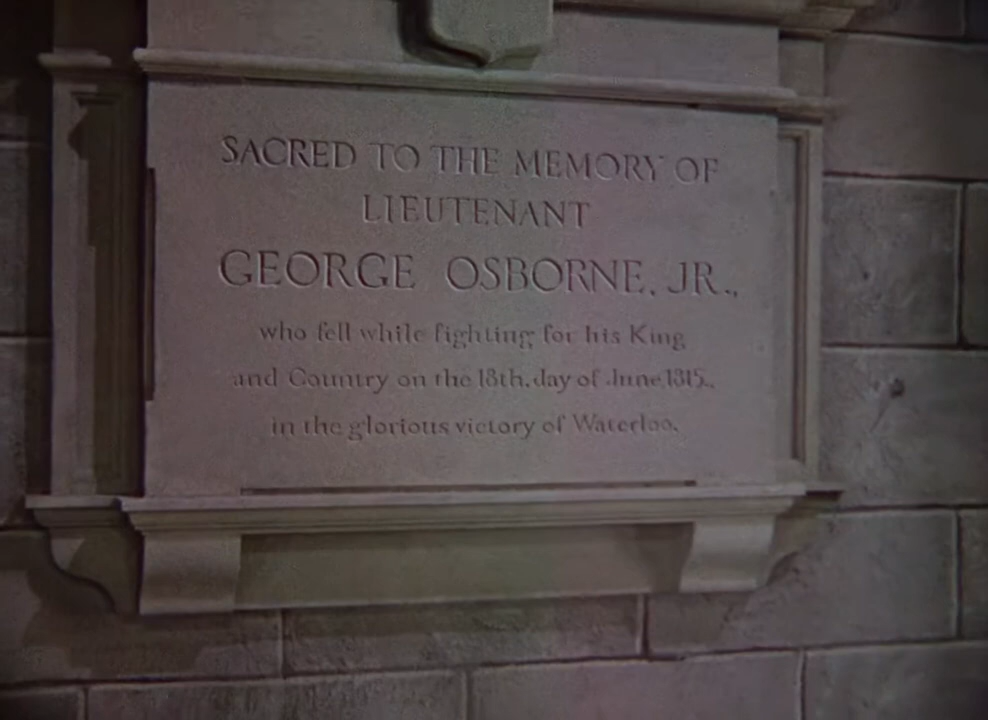 SACRED TO THE MEMORY OF
LIEUTENANT
GEORGE OSBORNE, JR.,
who fell while fighting for his King
and Country on the 18th. day of June 1815.,
in the glorious victory of Waterloo.